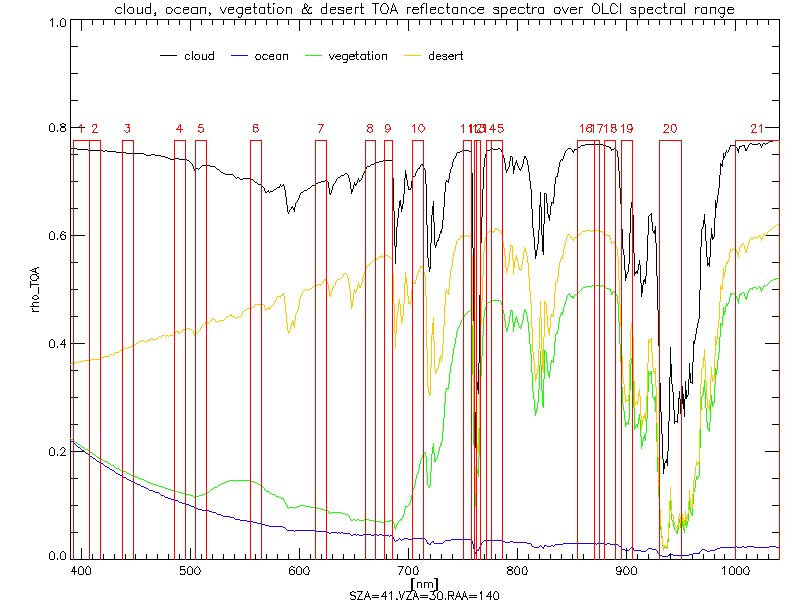 cloud, ocean, vegetation & desert TOA reflectance spectra over OLCI spectral range
1.0
cloud ocean vegetation desert
0.8
1 2 3 4 5 6 7 8 9 10 11 15 16 17 18 19 20 21
0.6
rho_TOA
0.4
0.2
0.0
400 500 600 700 800 900 1000
[nm]
SZA=41,VZA=30,RAA=140